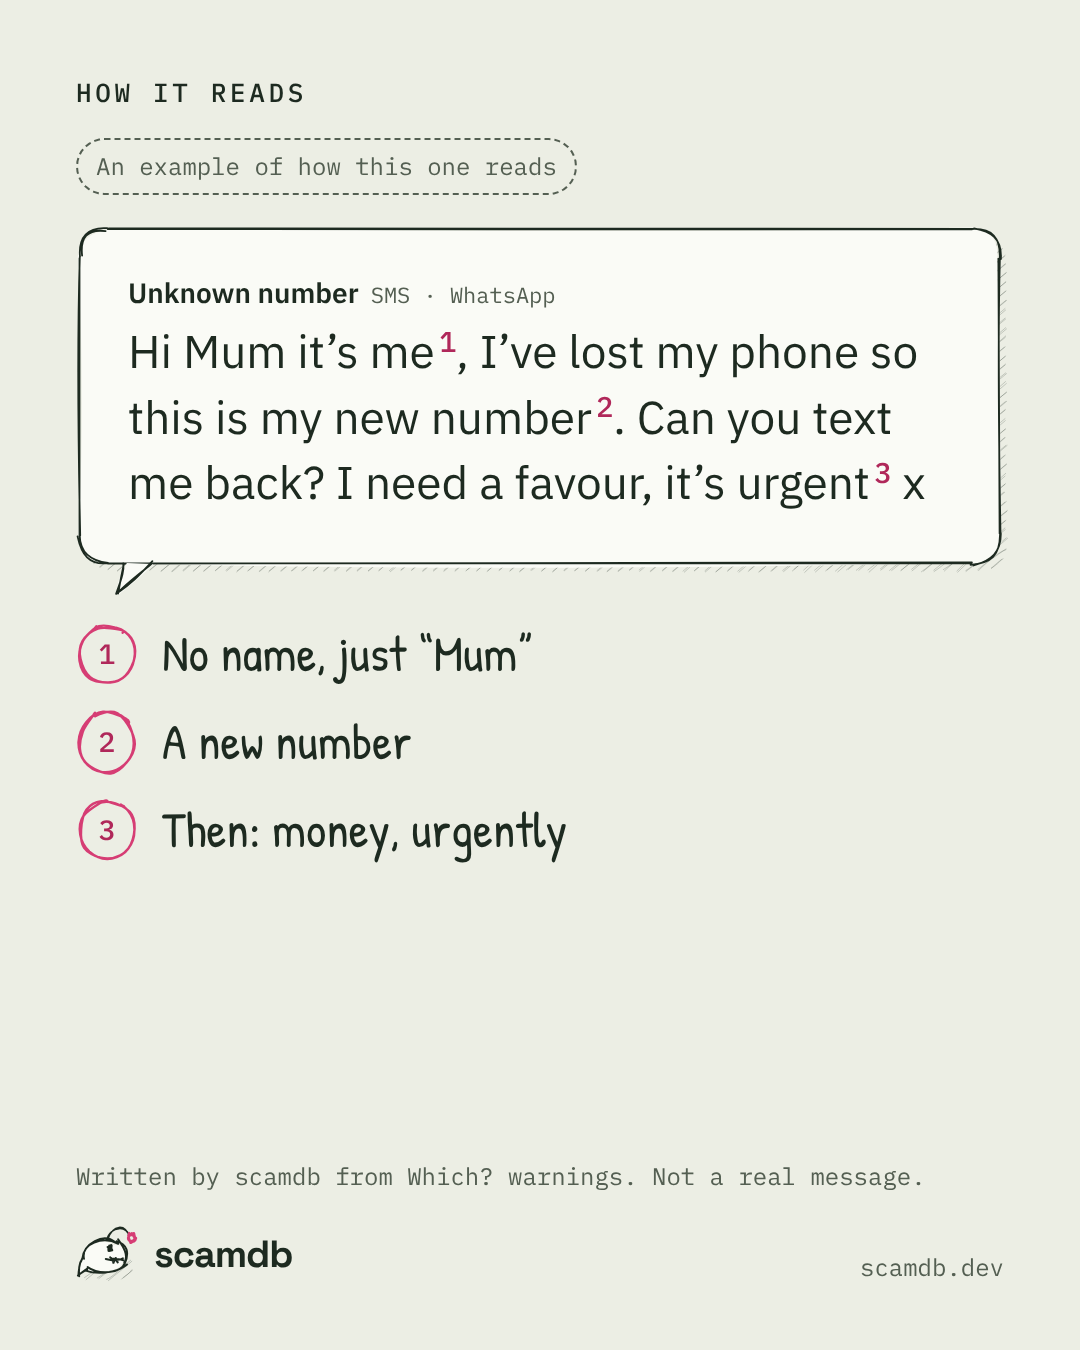 HOW IT READS
An example of how this one reads
Unknown number SMS · WhatsApp
Hi Mum it’s me1, I’ve lost my phone so
this is my new number2. Can you text
me back? I need a favour, it’s urgent3 x
1 No name, just “Mum”
2 A new number
3 Then: money, urgently
Written by scamdb from Which? warnings. Not a real message.
scamdb
scamdb.dev